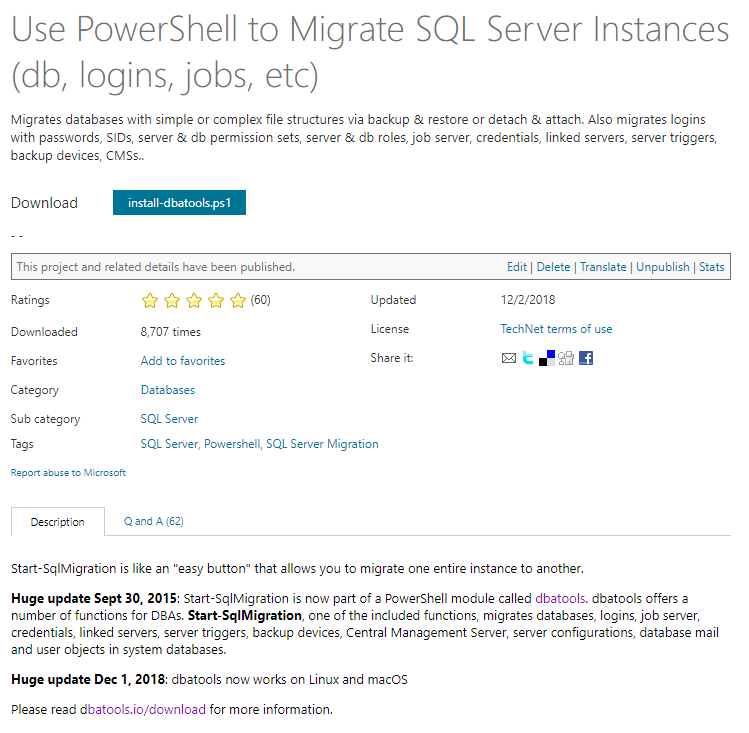 Use PowerShell to Migrate SQL Server Instances
(db, logins, jobs, etc)
Migrates databases with simple or complex file structures via backup & restore or detach & attach. Also migrates logins
with passwords, SIDs, server & db permission sets, server & db roles, job server, credentials, linked servers, server triggers,
backup devices, CMSs..
Download install-dbatools.ps1
- -
This project and related details have been published. Edit | Delete | Translate | Unpublish | Stats
Ratings (60) Updated 12/2/2018
Downloaded 8,707 times License TechNet terms of use
Favorites Add to favorites Share it:
Category Databases
Sub category SQL Server
Tags SQL Server, Powershell, SQL Server Migration
Report abuse to Microsoft
Description Q and A (62)
Start-SqlMigration is like an "easy button" that allows you to migrate one entire instance to another.
Huge update Sept 30, 2015: Start-SqlMigration is now part of a PowerShell module called dbatools. dbatools offers a
number of functions for DBAs. Start-SqlMigration, one of the included functions, migrates databases, logins, job server,
credentials, linked servers, server triggers, backup devices, Central Management Server, server configurations, database mail
and user objects in system databases.
Huge update Dec 1, 2018: dbatools now works on Linux and macOS
Please read dbatools.io/download for more information.